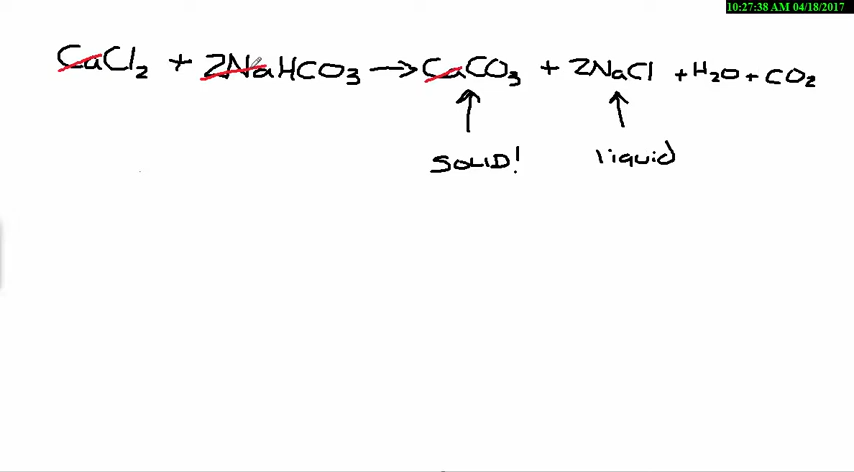 10:27:38 AM 04/18/2017
CaCl2 + 2NaHCO3 → CaCO3 + 2NaCl + H2O + CO2
SOLID! liquid